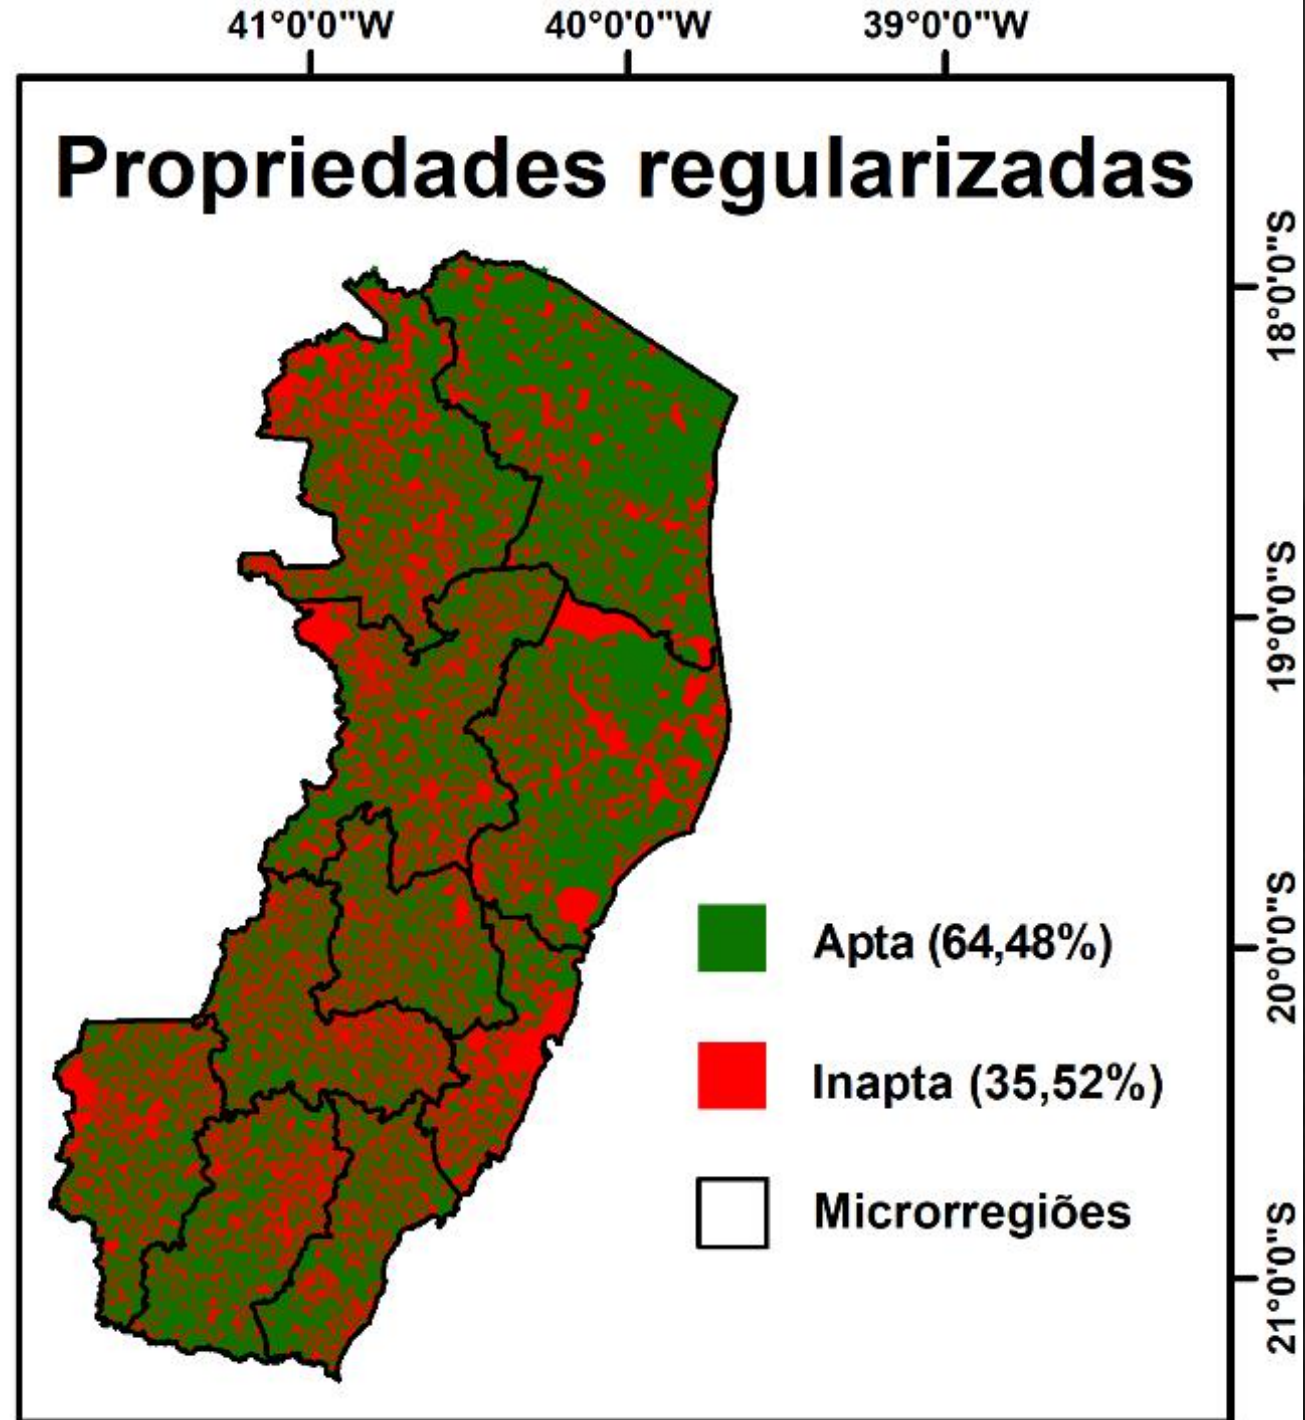 41°0'0"W
40°0'0"W
39°0'0"W
Propriedades regularizadas
18°0'0"S
19°0'0"S
Apta (64,48%)
20°0'0"S
Inapta (35,52%)
Microrregiões
21°0'0"S